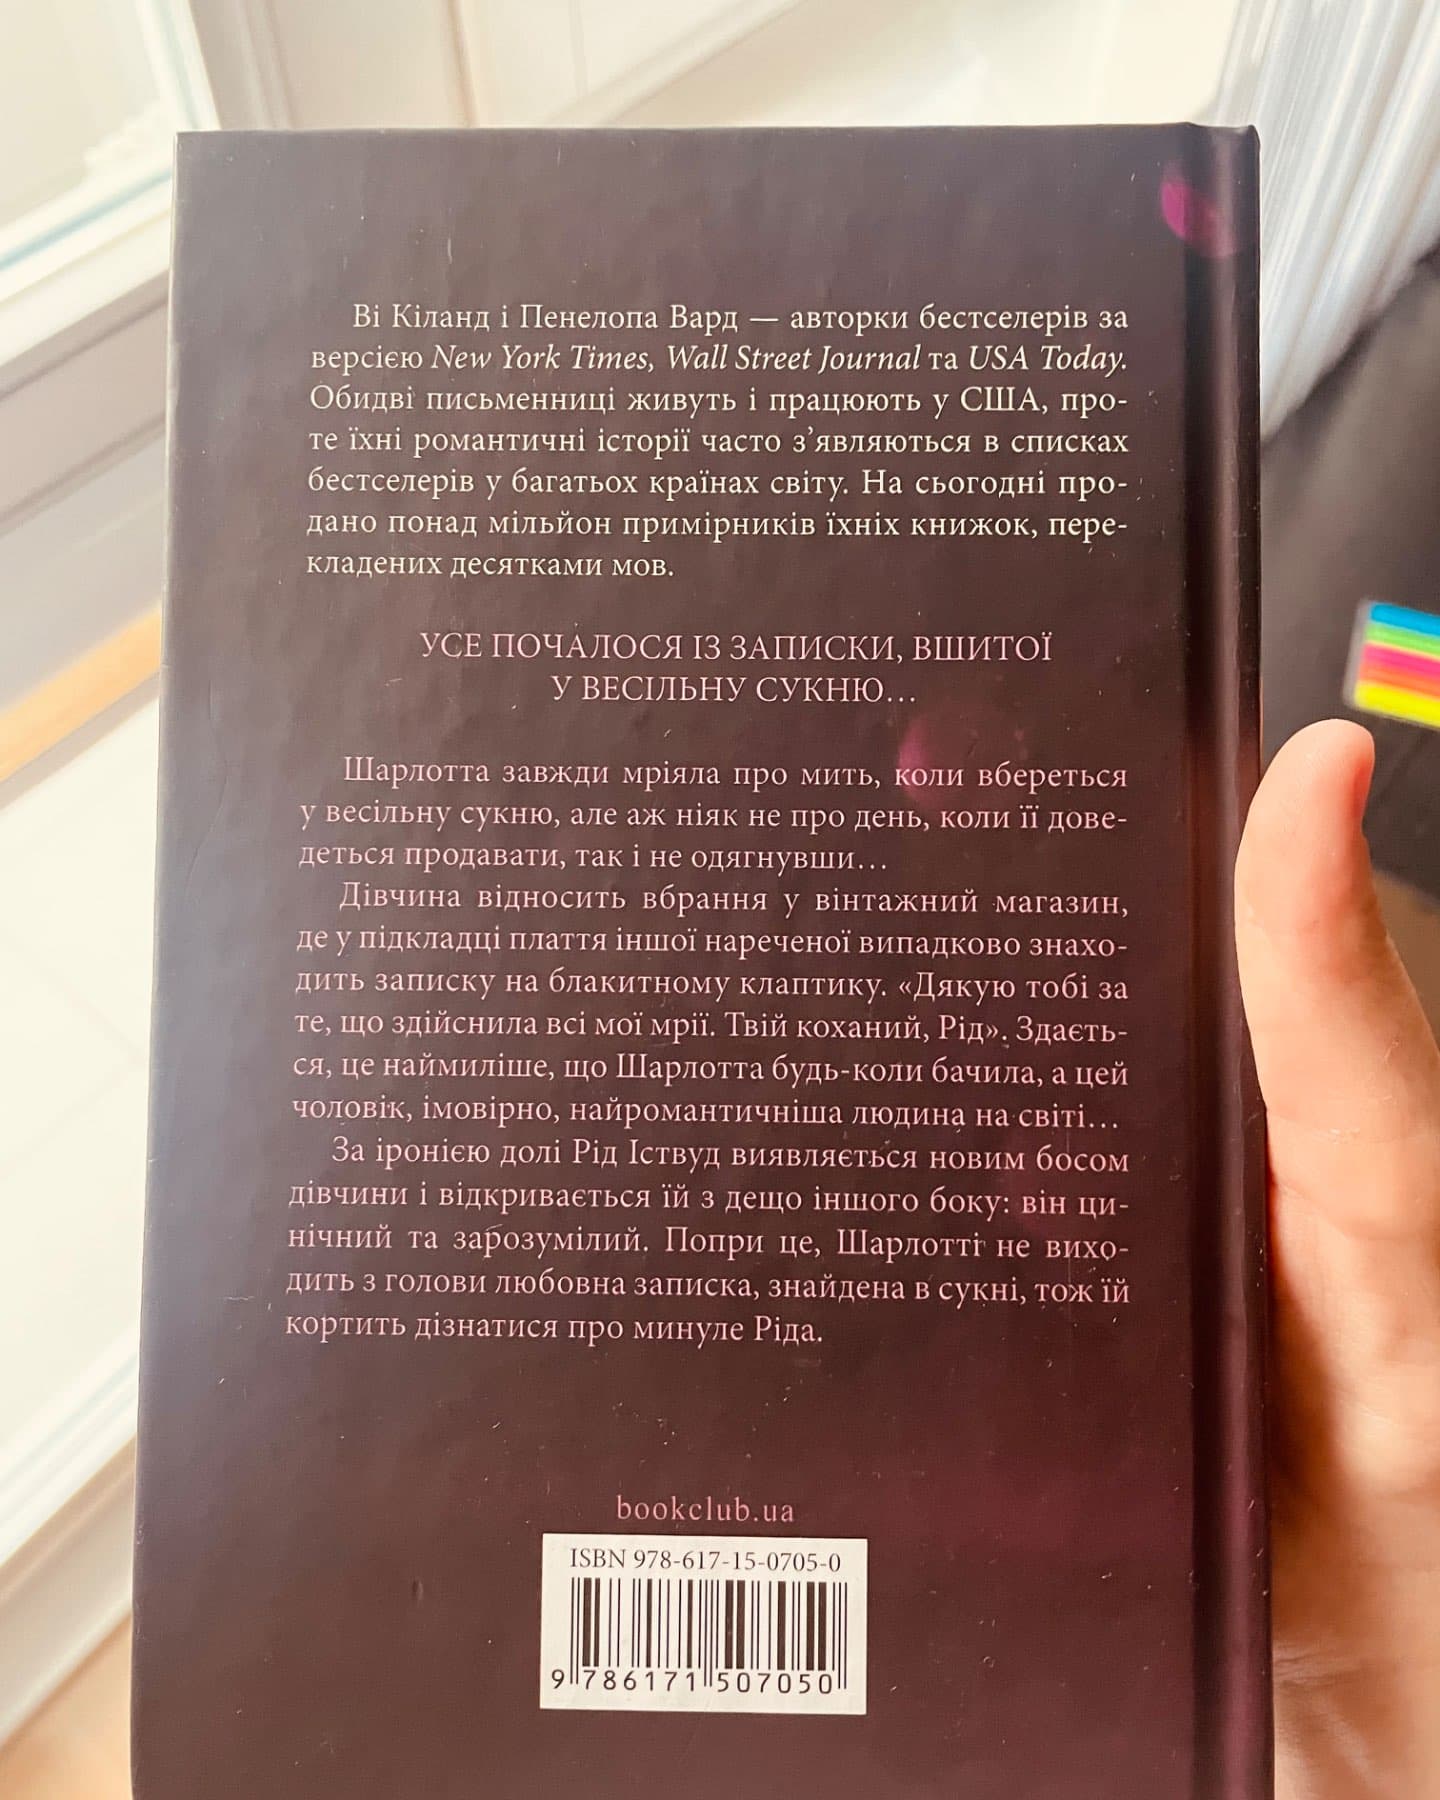 Ві Кіланд і Пенелопа Вард — авторки бестселерів за
версією New York Times, Wall Street Journal та USA Today.
Обидві письменниці живуть і працюють у США, про-
те їхні романтичні історії часто з’являються в списках
бестселерів у багатьох країнах світу. На сьогодні про-
дано понад мільйон примірників їхніх книжок, пере-
кладених десятками мов.
УСЕ ПОЧАЛОСЯ ІЗ ЗАПИСКИ, ВШИТОЇ
У ВЕСІЛЬНУ СУКНЮ...
Шарлотта завжди мріяла про мить, коли вбереться
у весільну сукню, але аж ніяк не про день, коли її дове-
деться продавати, так і не одягнувши...
Дівчина відносить вбрання у вінтажний магазин,
де у підкладці плаття іншої нареченої випадково знахо-
дить записку на блакитному клаптику. «Дякую тобі за
те, що здійснила всі мої мрії. Твій коханий, Рід». Здаєть-
ся, це наймиліше, що Шарлотта будь-коли бачила, а цей
чоловік, імовірно, найромантичніша людина на світі...
За іронією долі Рід Іствуд виявляється новим босом
дівчини і відкривається їй з дещо іншого боку: він ци-
нічний та зарозумілий. Попри це, Шарлотті не вихо-
дить з голови любовна записка, знайдена в сукні, тож їй
кортить дізнатися про минуле Ріда.
bookclub.ua
ISBN 978-617-15-0705-0
9 786171 507050